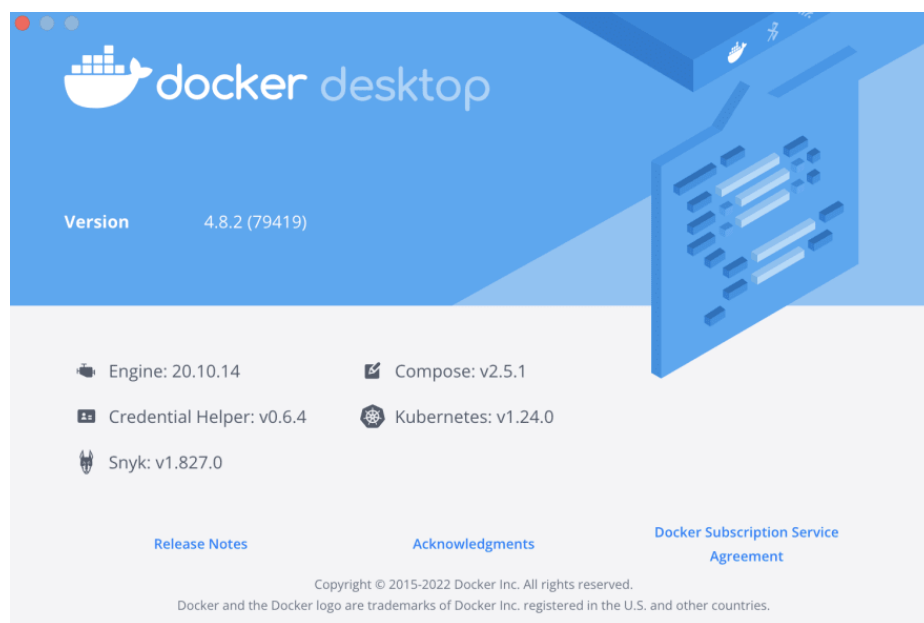 docker desktop
Version 4.8.2 (79419)
Engine: 20.10.14
Compose: v2.5.1
Credential Helper: v0.6.4
Kubernetes: v1.24.0
Snyk: v1.827.0
Release Notes
Acknowledgments
Docker Subscription Service
Agreement
Copyright © 2015-2022 Docker Inc. All rights reserved.
Docker and the Docker logo are trademarks of Docker Inc. registered in the U.S. and other countries.